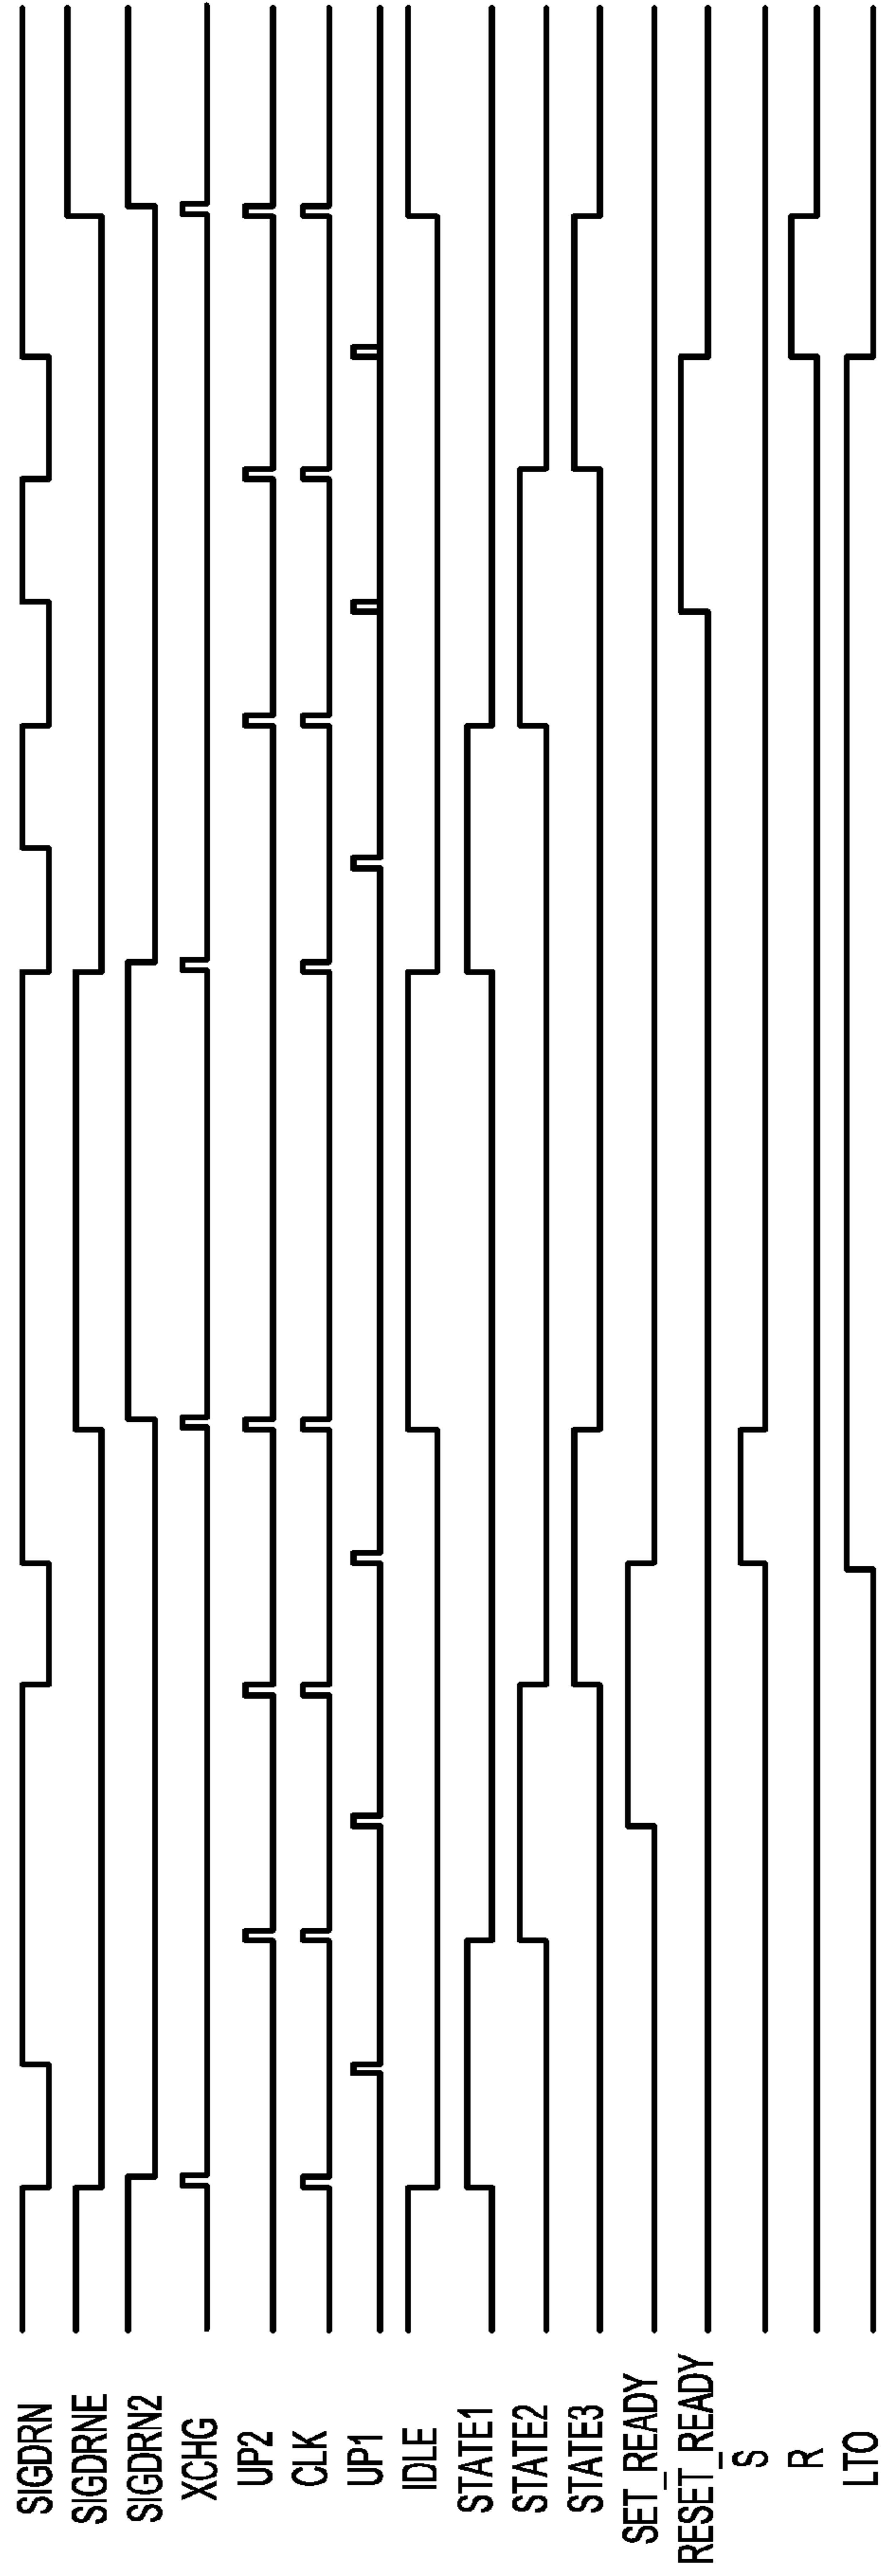 SIGDRN
SIGDRNE
SIGDRN2
XCHG
UP2
CLK
UP1
IDLE
STATE1
STATE2
STATE3
SET_READY
RESET_READY
S
R
LTO